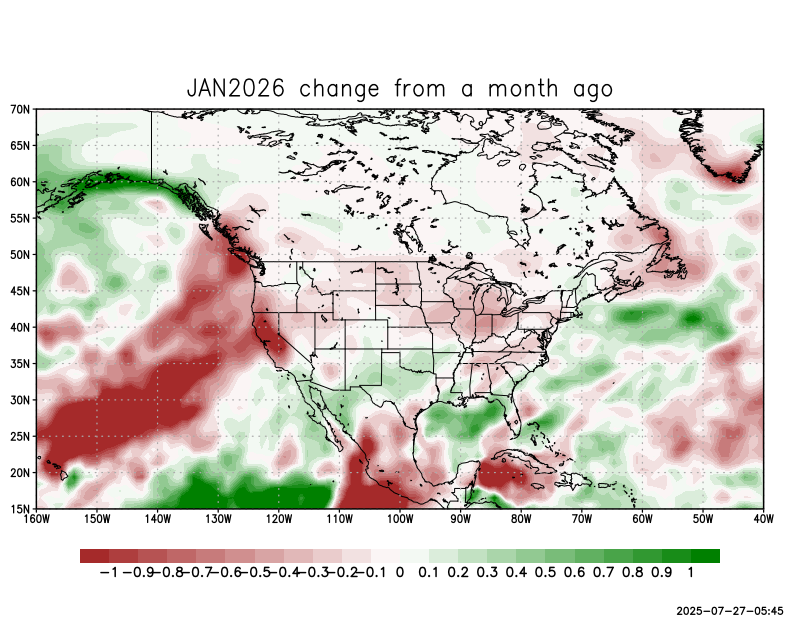 JAN2026 change from a month ago
70N
65N
60N
55N
50N
45N
40N
35N
30N
25N
20N
15N
160W 150W 140W 130W 120W 110W 100W 90W 80W 70W 60W 50W 40W
-1 -0.9 -0.8 -0.7 -0.6 -0.5 -0.4 -0.3 -0.2 -0.1 0 0.1 0.2 0.3 0.4 0.5 0.6 0.7 0.8 0.9 1
2025-07-27-05:45